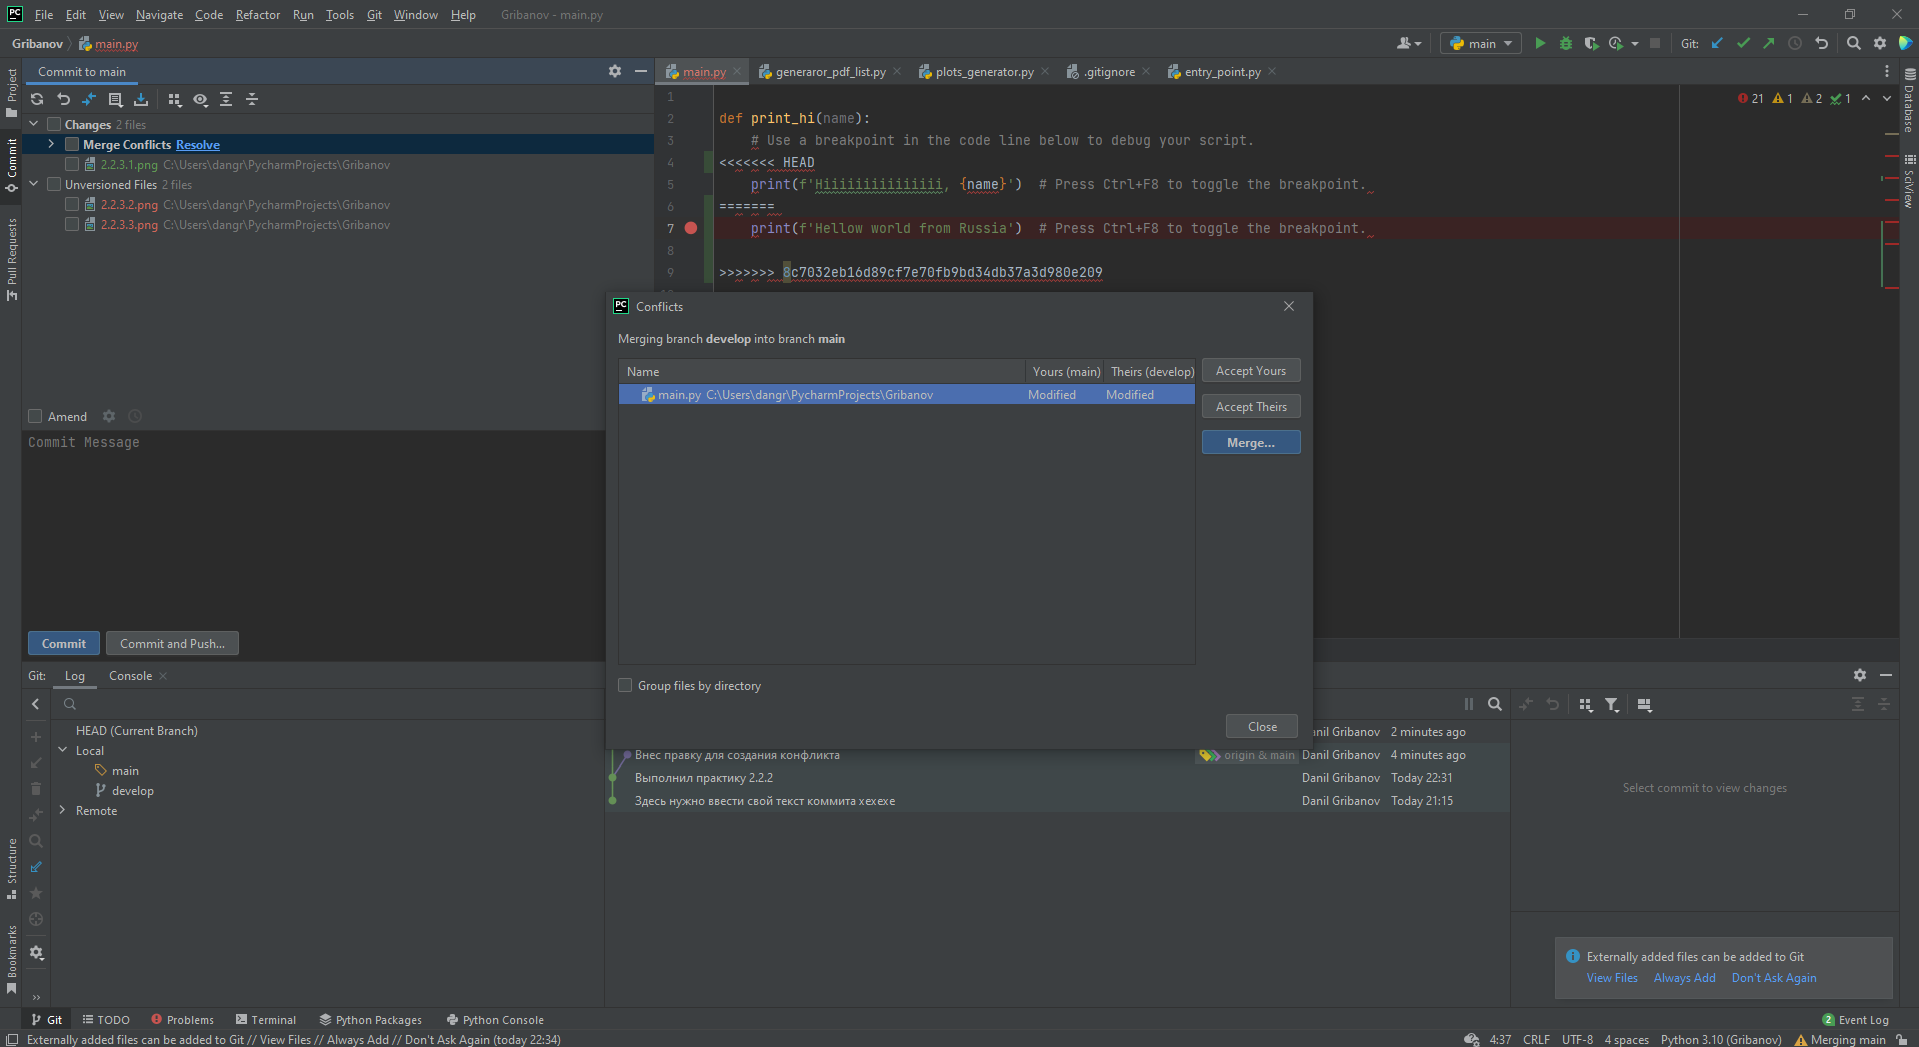 PC File Edit View Navigate Code Refactor Run Tools Git Window Help Gribanov - main.py
Gribanov main.py main Git:
Project
Commit
Pull Requests
Structure
Bookmarks
Commit to main
Changes 2 files
Merge Conflicts Resolve
2.2.3.1.png C:\Users\dangr\PycharmProjects\Gribanov
Unversioned Files 2 files
2.2.3.2.png C:\Users\dangr\PycharmProjects\Gribanov
2.2.3.3.png C:\Users\dangr\PycharmProjects\Gribanov
Amend
Commit Message
Commit Commit and Push...
main.py generaror_pdf_list.py plots_generator.py .gitignore entry_point.py
21 1 2 1
1
2 def print_hi(name):
3 # Use a breakpoint in the code line below to debug your script.
4 <<<<<<< HEAD
5 print(f'Hiiiiiiiiiiiiiii, {name}') # Press Ctrl+F8 to toggle the breakpoint.
6 =======
7 print(f'Hellow world from Russia') # Press Ctrl+F8 to toggle the breakpoint.
8
9 >>>>>>> 8c7032eb16d89cf7e70fb9bd34db37a3d980e209
Database
SciView
PC Conflicts
Merging branch develop into branch main
Name Yours (main) Theirs (develop)
main.py C:\Users\dangr\PycharmProjects\Gribanov Modified Modified
Accept Yours
Accept Theirs
Merge...
Group files by directory
Close
Git: Log Console
HEAD (Current Branch)
Local
main
develop
Remote
anil Gribanov 2 minutes ago
Внес правку для создания конфликта origin & main Danil Gribanov 4 minutes ago
Выполнил практику 2.2.2 Danil Gribanov Today 22:31
Здесь нужно ввести свой текст коммита хехехе Danil Gribanov Today 21:15
Select commit to view changes
Externally added files can be added to Git
View Files Always Add Don't Ask Again
Git TODO Problems Terminal Python Packages Python Console 2 Event Log
Externally added files can be added to Git // View Files // Always Add // Don't Ask Again (today 22:34) 4:37 CRLF UTF-8 4 spaces Python 3.10 (Gribanov) Merging main